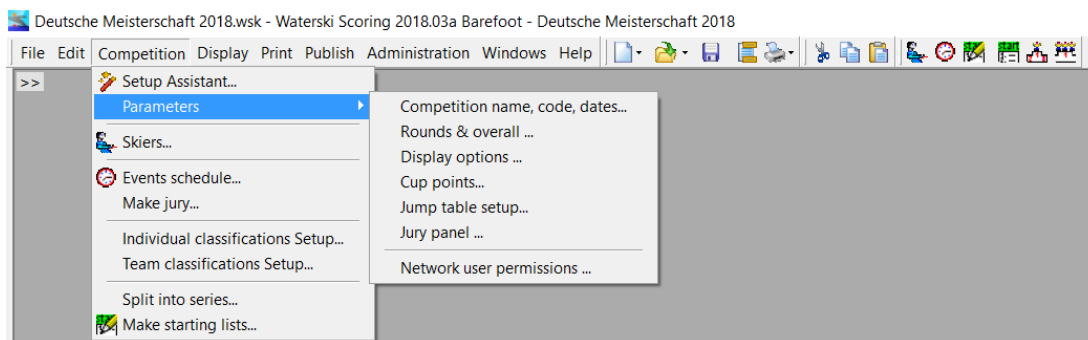 Deutsche Meisterschaft 2018.wsk - Waterski Scoring 2018.03a Barefoot - Deutsche Meisterschaft 2018
File Edit Competition Display Print Publish Administration Windows Help
>>
Setup Assistant...
Parameters
Skiers...
Events schedule...
Make jury...
Individual classifications Setup...
Team classifications Setup...
Split into series...
Make starting lists...
Competition name, code, dates...
Rounds & overall ...
Display options ...
Cup points...
Jump table setup...
Jury panel ...
Network user permissions ...